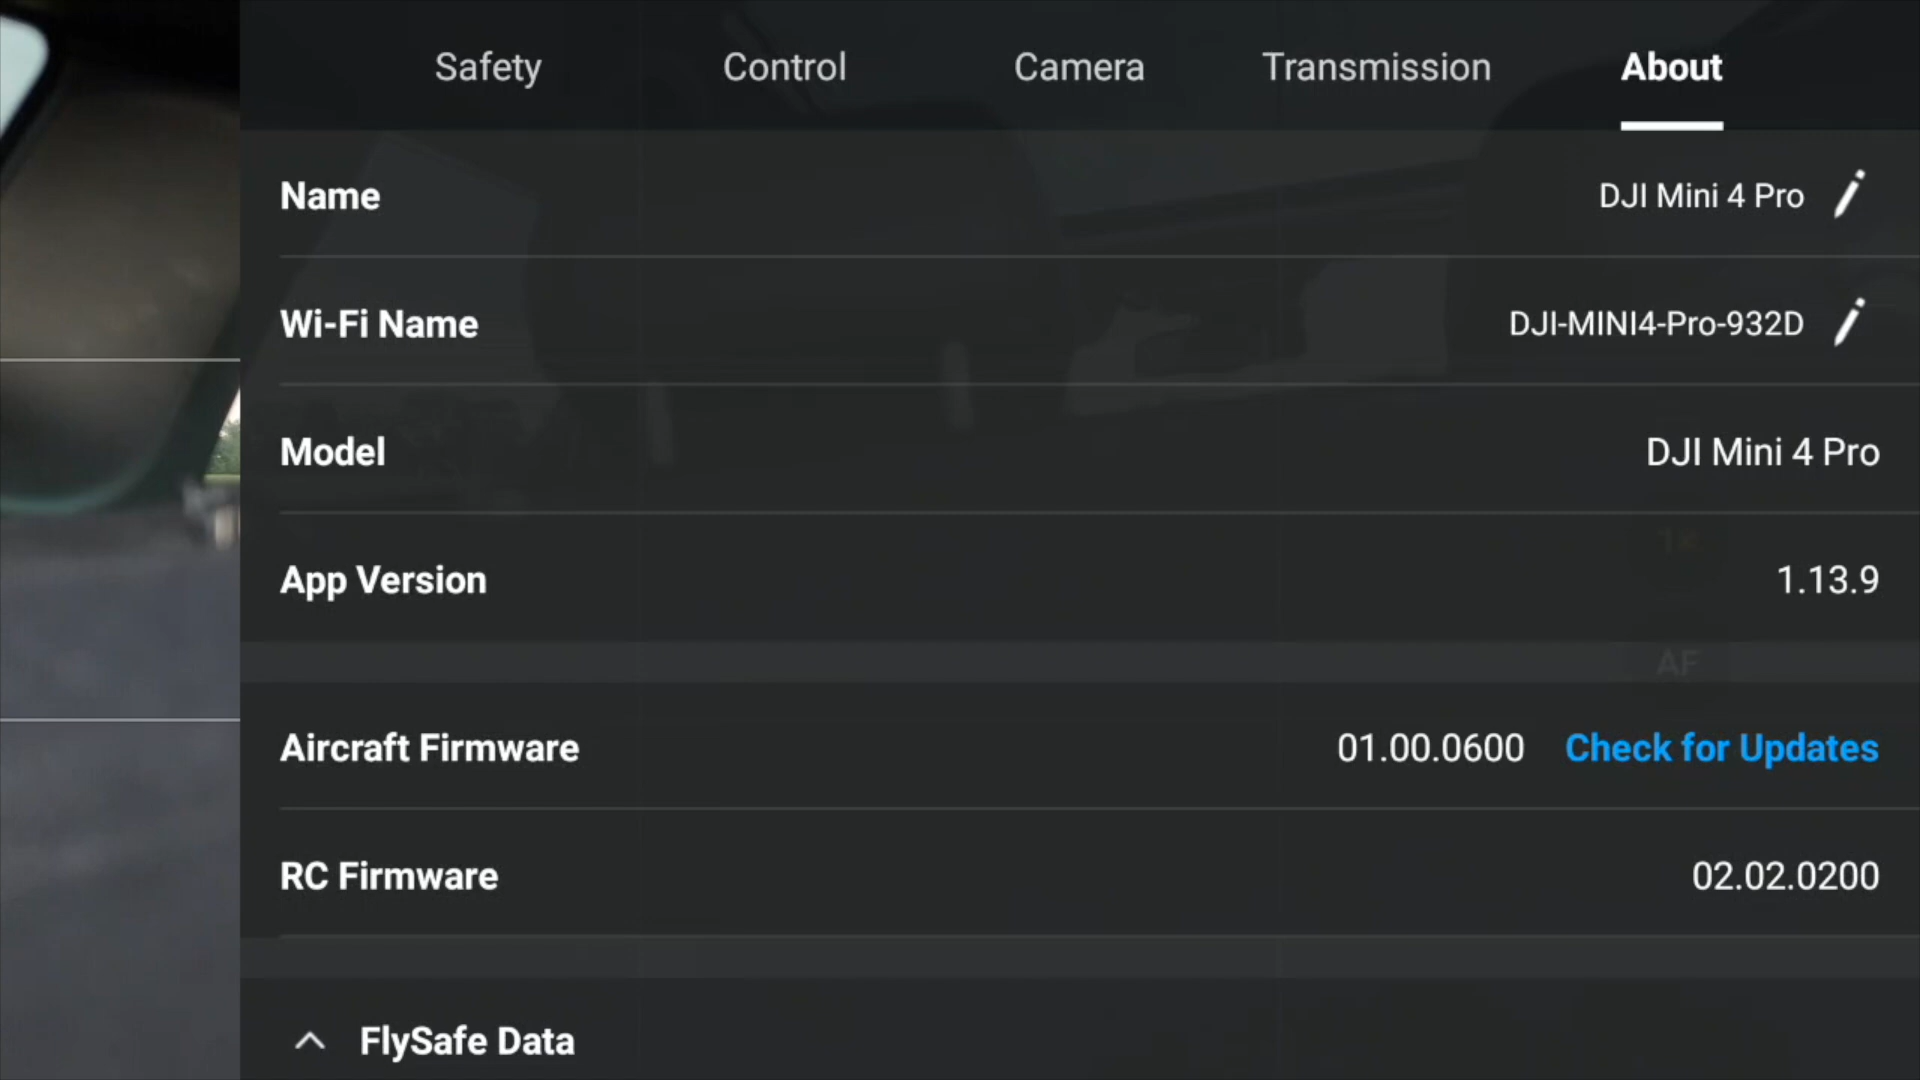 Safety Control Camera Transmission About
Name DJI Mini 4 Pro
Wi-Fi Name DJI-MINI4-Pro-932D
Model DJI Mini 4 Pro
1×
App Version 1.13.9
AF
Aircraft Firmware 01.00.0600 Check for Updates
RC Firmware 02.02.0200
FlySafe Data